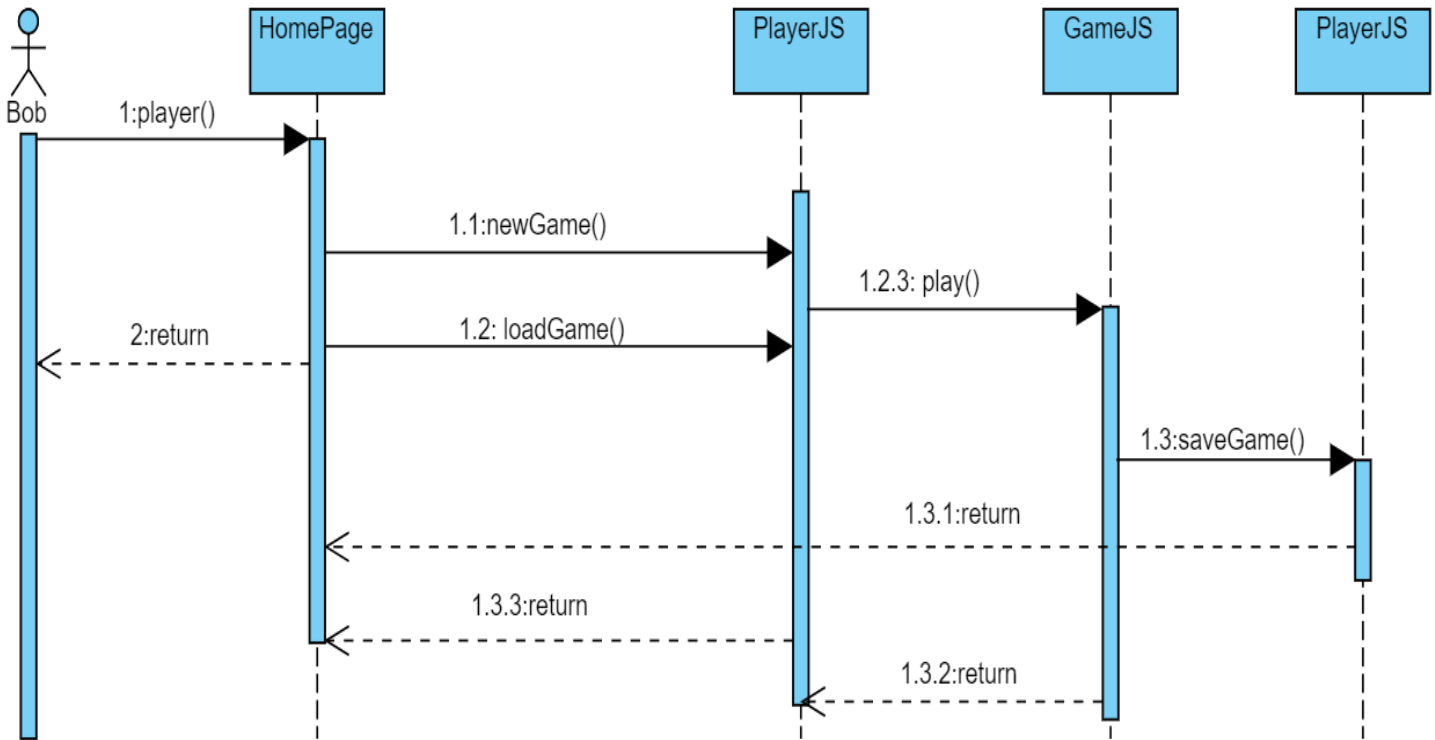 HomePage
PlayerJS
GameJS
PlayerJS
Bob
1:player()
1.1:newGame()
1.2.3: play()
1.2: loadGame()
2:return
1.3:saveGame()
1.3.1:return
1.3.3:return
1.3.2:return